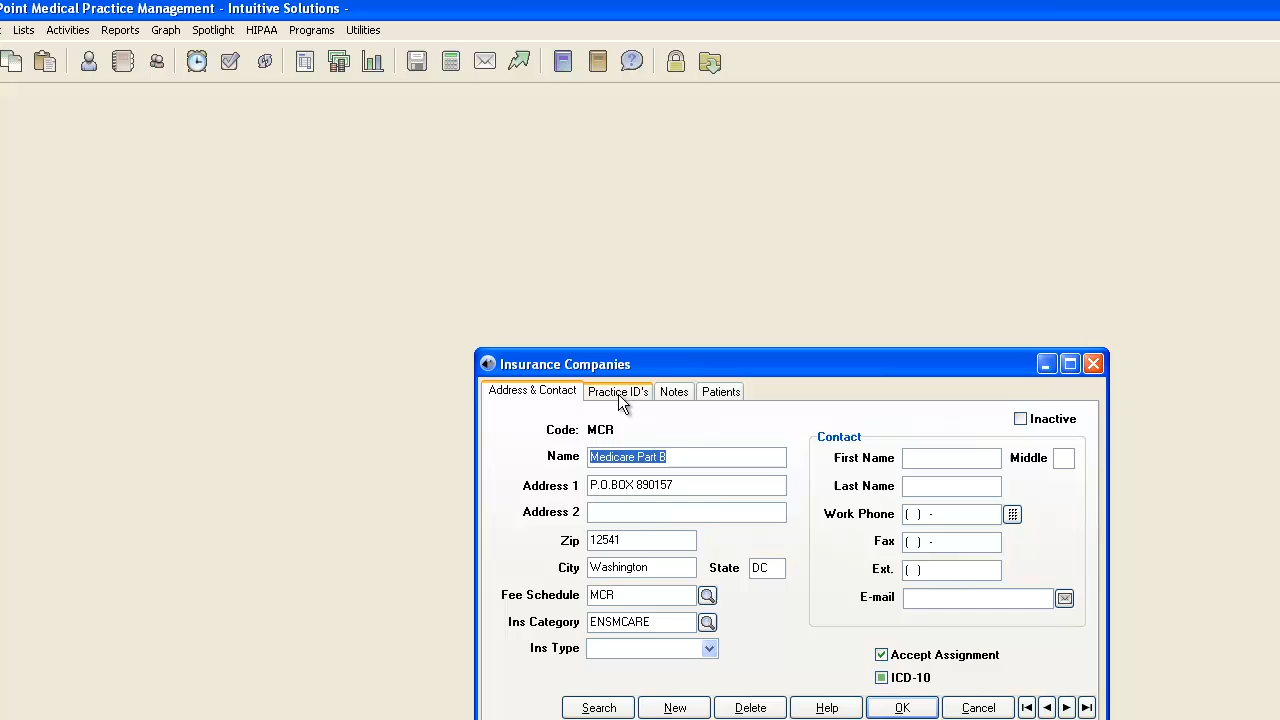 Point Medical Practice Management - Intuitive Solutions -
Lists Activities Reports Graph Spotlight HIPAA Programs Utilities
Insurance Companies
Address & Contact Practice ID's Notes Patients
Inactive
Code: MCR
Contact
Name Medicare Part B
First Name Middle
Address 1 P.O.BOX 890157
Last Name
Address 2
Work Phone ( ) -
Zip 12541
Fax ( ) -
City Washington State DC
Ext. ( )
Fee Schedule MCR
E-mail
Ins Category ENSMCARE
Ins Type
Accept Assignment
ICD-10
Search New Delete Help OK Cancel